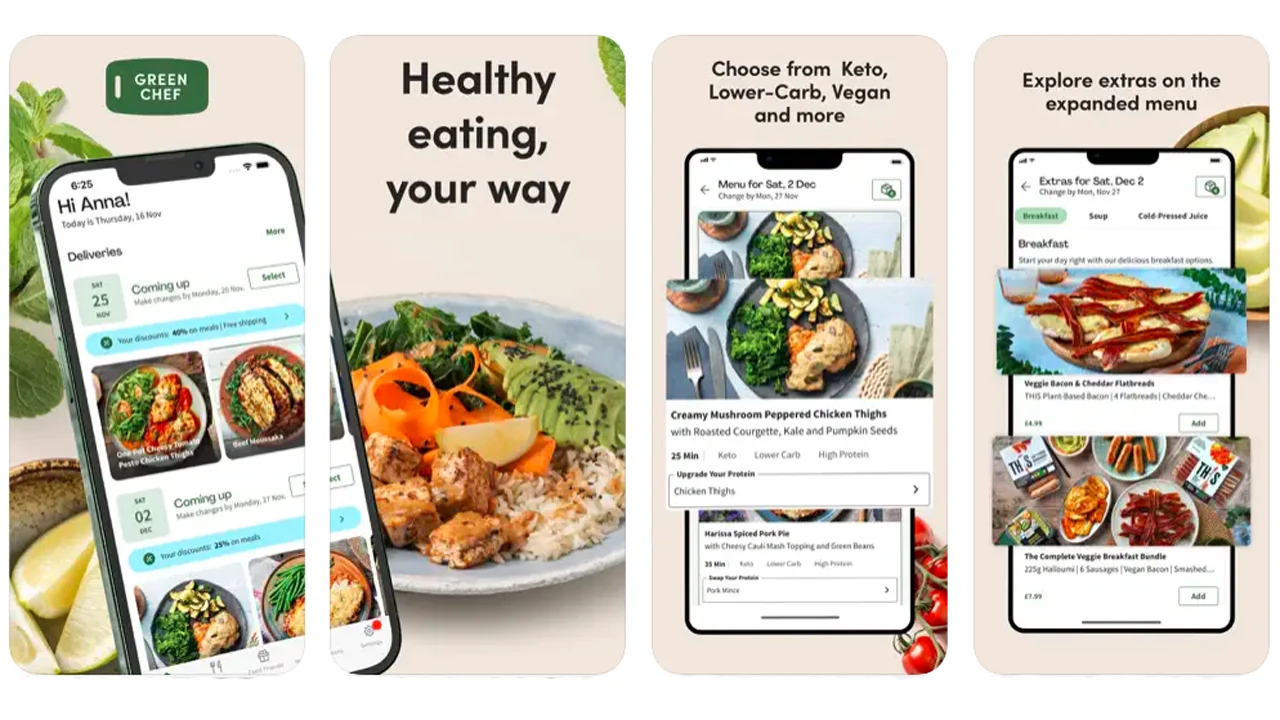 GREEN
CHEF
6:25
Hi Anna!
Today is Thursday, 16 Nov
More
Deliveries
SAT
25
NOV
Coming up
Make changes by Monday, 20 Nov.
Select
Your discounts: 40% on meals | Free shipping
One Pot Cheesy Tomato
Pesto Chicken Thighs
Beef Moussaka
SAT
02
DEC
Coming up
Make changes by Monday, 27 Nov.
Your discounts: 25% on meals
Settings
Healthy
eating,
your way
Choose from Keto,
Lower-Carb, Vegan
and more
Menu for Sat, 2 Dec
Change by Mon, 27 Nov
Creamy Mushroom Peppered Chicken Thighs
with Roasted Courgette, Kale and Pumpkin Seeds
25 Min Keto Lower Carb High Protein
Upgrade Your Protein
Chicken Thighs
Harissa Spiced Pork Pie
with Cheesy Cauli Mash Topping and Green Beans
35 Min Keto Lower Carb High Protein
Swap Your Protein
Pork Mince
Explore extras on the
expanded menu
Extras for Sat, Dec 2
Change by Mon, Nov 27
Breakfast Soup Cold-Pressed Juice
Breakfast
Start your day right with our delicious breakfast options.
Veggie Bacon & Cheddar Flatbreads
THIS Plant-Based Bacon | 4 Flatbreads | Cheddar Che...
£4.99 Add
TH!S
TH!S
The Complete Veggie Breakfast Bundle
225g Halloumi | 6 Sausages | Vegan Bacon | Smashed...
£7.99 Add